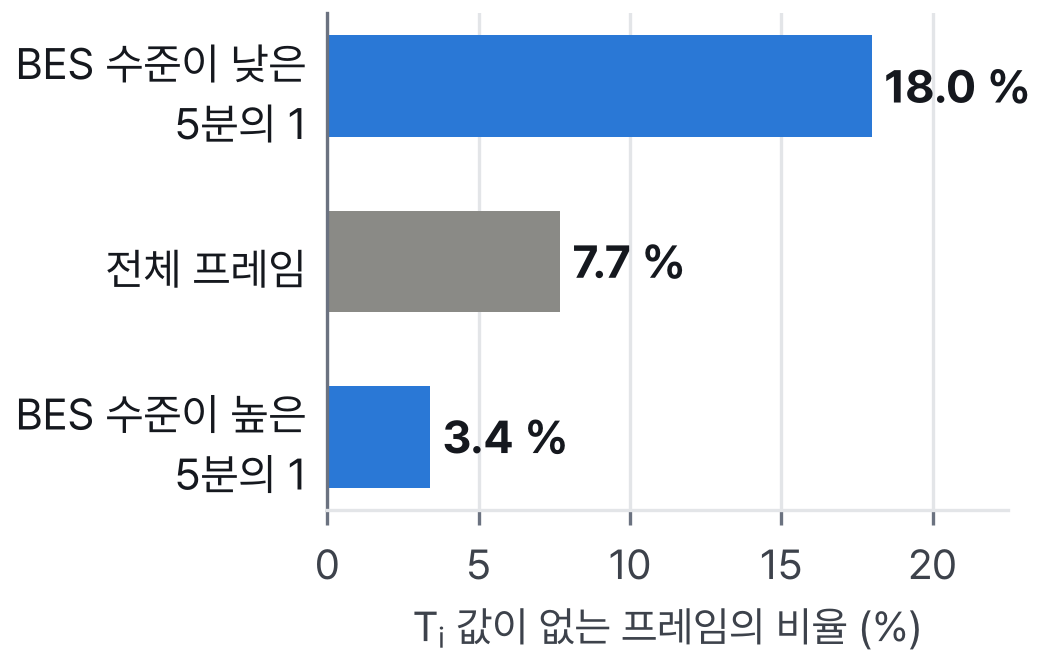 BES 수준이 낮은
5분의 1
18.0 %
전체 프레임
7.7 %
BES 수준이 높은
5분의 1
3.4 %
0 5 10 15 20
Tᵢ 값이 없는 프레임의 비율 (%)